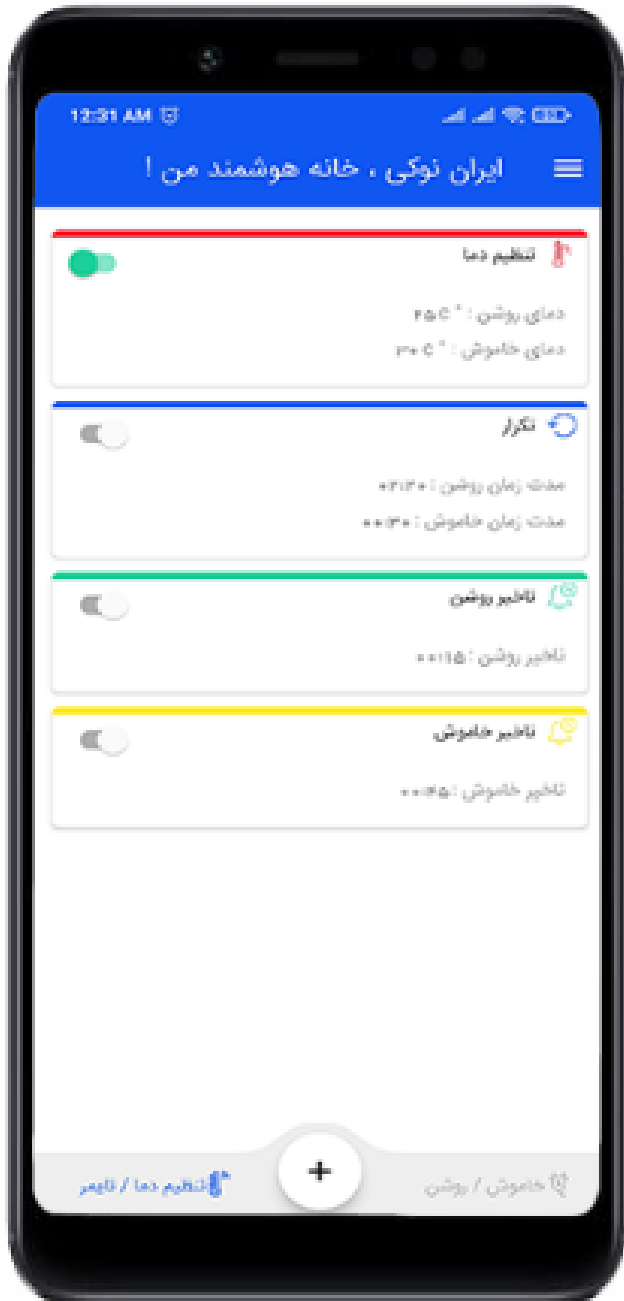 12:31 AM
ایران نوکی ، خانه هوشمند من !
تنظیم دما
دمای روشن : ° ۲۵ C
دمای خاموش : ° ۳۰ C
تکرار
مدت زمان روشن :
مدت زمان خاموش : ۰۰:۳۰
تاخیر روشن
تاخیر روشن : ۰۰:۱۵
تاخیر خاموش
تاخیر خاموش : ۰۰:۴۵
خاموش / روشن
+
تنظیم دما / تایمر